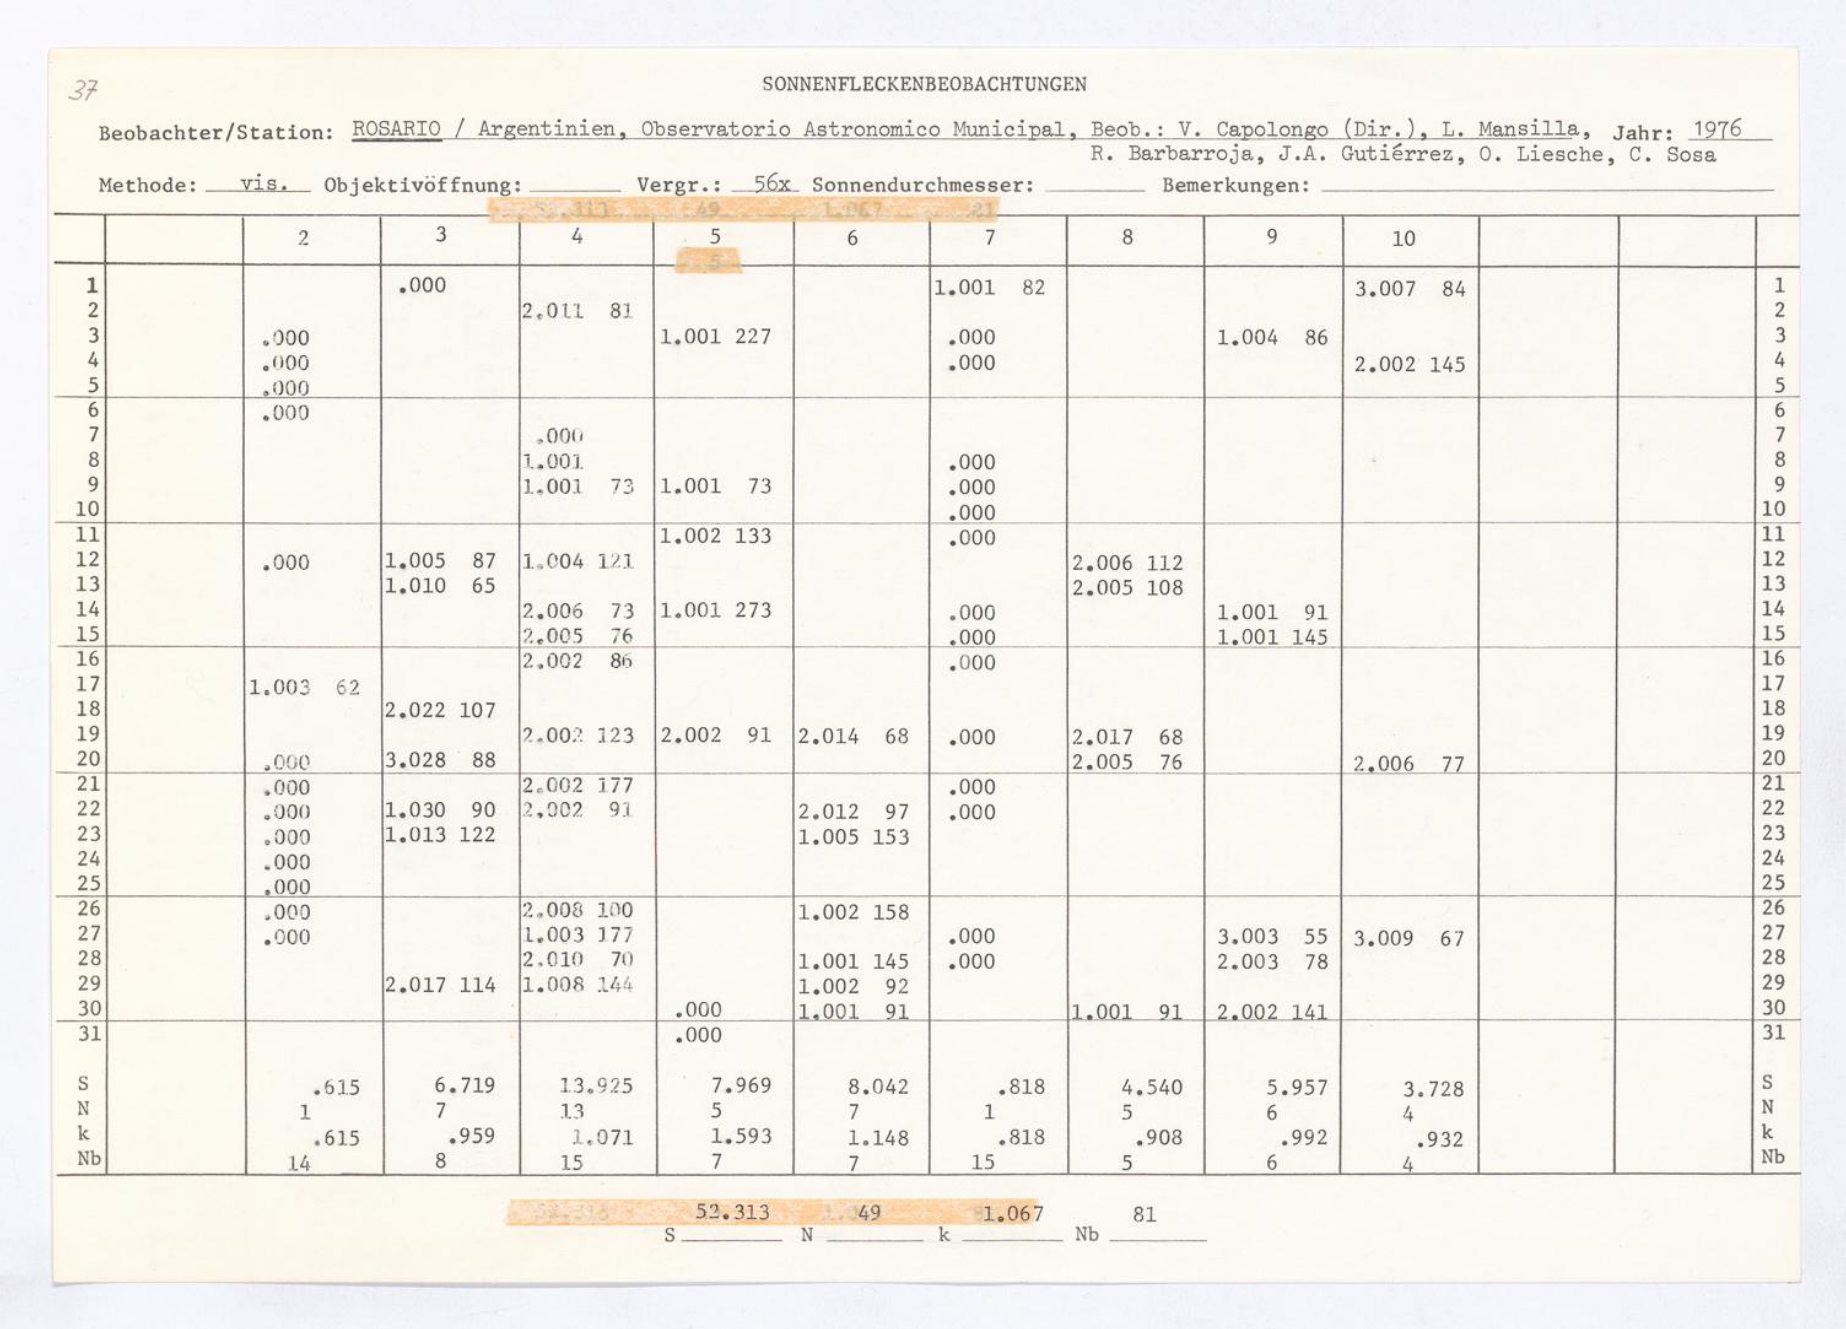 37
SONNENFLECKENBEOBACHTUNGEN
Beobachter/Station: ROSARIO / Argentinien, Observatorio Astronomico Municipal, Beob.: V. Capolongo (Dir.), L. Mansilla, Jahr: 1976
R. Barbarroja, J.A. Gutiérrez, O. Liesche, C. Sosa
Methode: vis. Objektivöffnung: Vergr.: 56x Sonnendurchmesser: Bemerkungen:
52.313 49 1.067 81
2 3 4 5 6 7 8 9 10
1 .000 1.001 82 3.007 84 1
2 2.011 81 2
3 .000 1.001 227 .000 1.004 86 3
4 .000 .000 2.002 145 4
5 .000 5
6 .000 6
7 .000 7
8 1.001 .000 8
9 1.001 73 1.001 73 .000 9
10 .000 10
11 1.002 133 .000 11
12 .000 1.005 87 1.004 121 2.006 112 12
13 1.010 65 2.005 108 13
14 2.006 73 1.001 273 .000 1.001 91 14
15 2.005 76 .000 1.001 145 15
16 2.002 86 .000 16
17 1.003 62 17
18 2.022 107 18
19 2.002 123 2.002 91 2.014 68 .000 2.017 68 19
20 .000 3.028 88 2.005 76 2.006 77 20
21 .000 2.002 177 .000 21
22 .000 1.030 90 2.002 91 2.012 97 .000 22
23 .000 1.013 122 1.005 153 23
24 .000 24
25 .000 25
26 .000 2.008 100 1.002 158 26
27 .000 1.003 177 .000 3.003 55 3.009 67 27
28 2.010 70 1.001 145 .000 2.003 78 28
29 2.017 114 1.008 144 1.002 92 29
30 .000 1.001 91 1.001 91 2.002 141 30
31 .000 31
S .615 6.719 13.925 7.969 8.042 .818 4.540 5.957 3.728 S
N 1 7 13 5 7 1 5 6 4 N
k .615 .959 1.071 1.593 1.148 .818 .908 .992 .932 k
Nb 14 8 15 7 7 15 5 6 4 Nb
52.313 49 1.067 81
S N k Nb